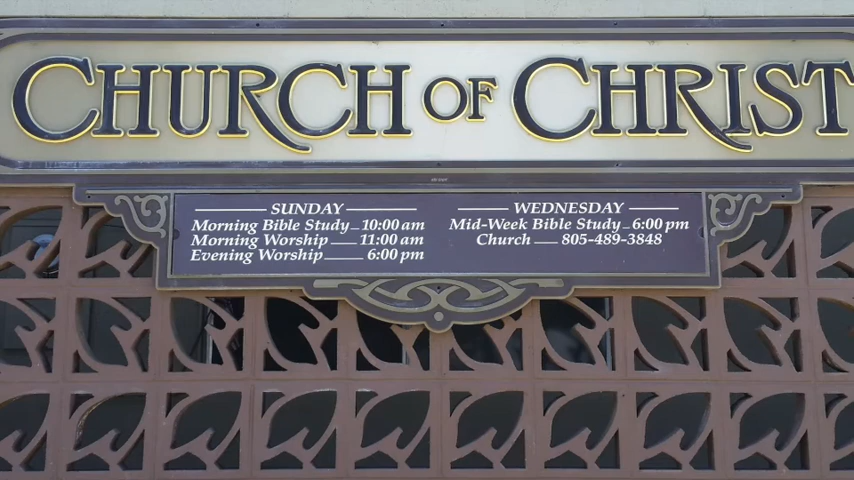 CHURCH OF CHRIST
SUNDAY
Morning Bible Study 10:00 am
Morning Worship 11:00 am
Evening Worship 6:00 pm
WEDNESDAY
Mid-Week Bible Study 6:00 pm
Church 805-489-3848